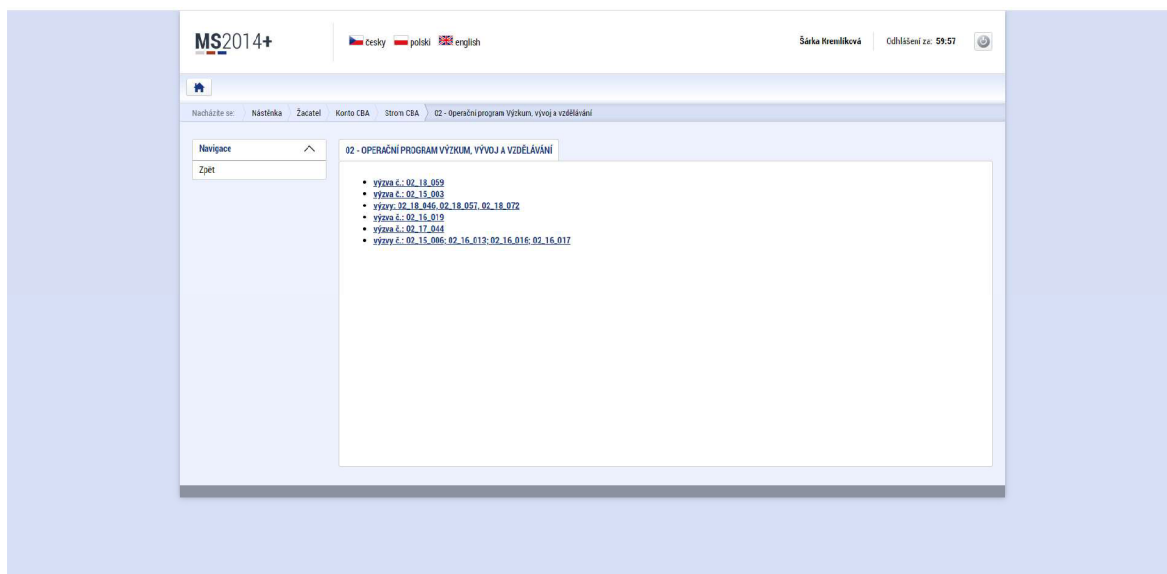 MS2014+
česky polski english
Šárka Kremlíková Odhlášení za: 59:57
Nacházíte se: Nástěnka Žadatel Konto CBA Strom CBA 02 - Operační program Výzkum, vývoj a vzdělávání
Navigace
Zpět
02 - OPERAČNÍ PROGRAM VÝZKUM, VÝVOJ A VZDĚLÁVÁNÍ
výzva č.: 02_18_059
výzva č.: 02_15_003
výzvy: 02_18_046, 02_18_057, 02_18_072
výzva č.: 02_16_019
výzva č.: 02_17_044
výzvy č.: 02_15_006; 02_16_013; 02_16_016; 02_16_017